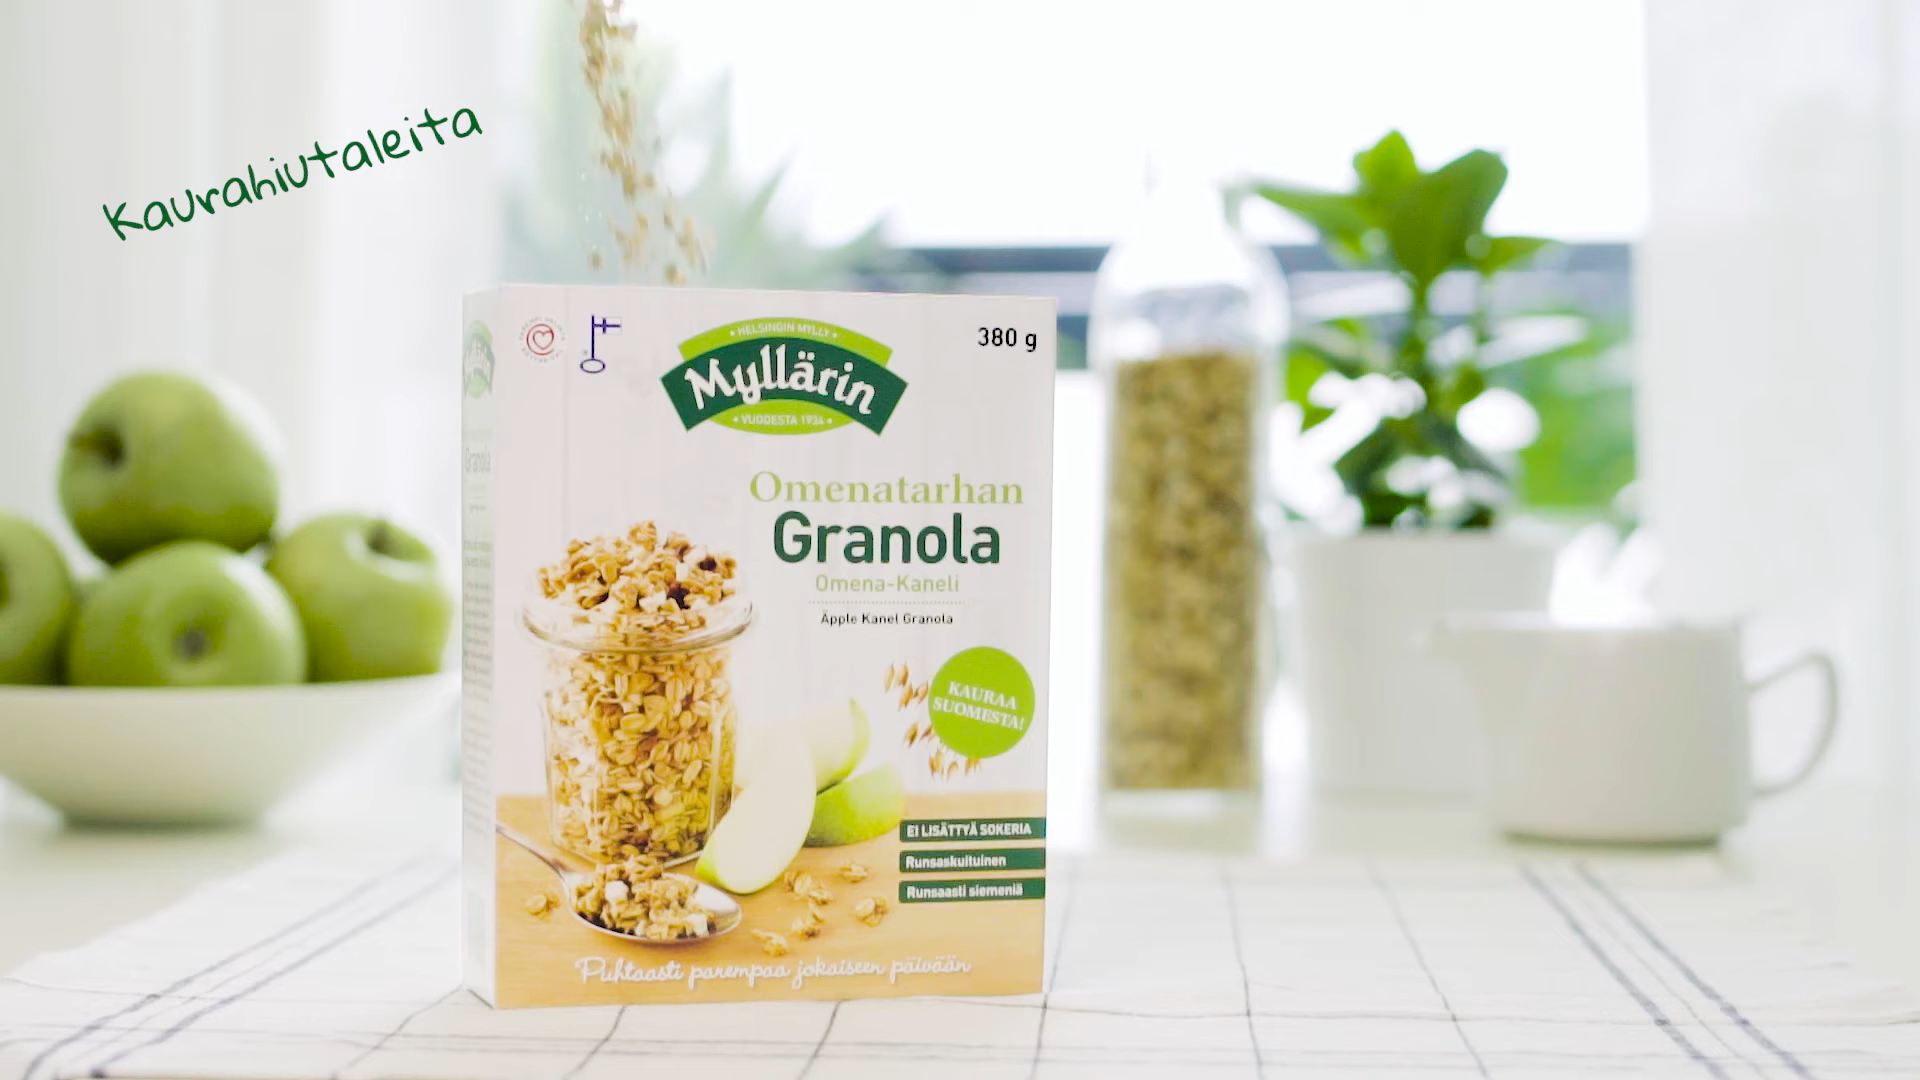 Kaurahiutaleita
• HELSINGIN MYLLY •
Myllärin
• VUODESTA 1934 •
380 g
Omenatarhan
Granola
Omena-Kaneli
Äpple Kanel Granola
KAURAA
SUOMESTA!
EI LISÄTTYÄ SOKERIA
Runsaskuituinen
Runsaasti siemeniä
Puhtaasti parempaa jokaiseen päivään
Granola